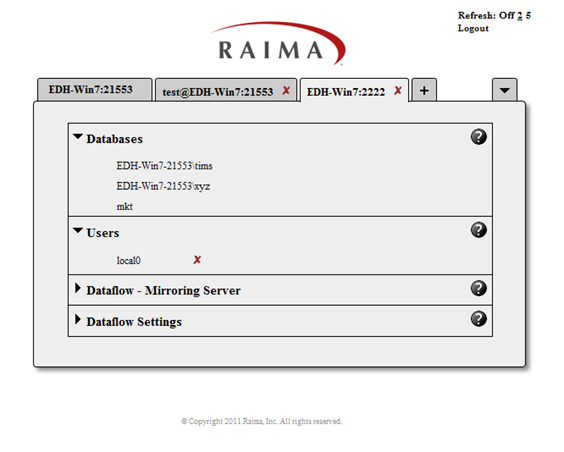 Refresh: Off 2 5
Logout
RAIMA
EDH-Win7:21553
test@EDH-Win7:21553 ✗
EDH-Win7:2222 ✗
+
Databases ?
EDH-Win7-21553\tims
EDH-Win7-21553\xyz
mkt
Users ?
local0 ✗
Dataflow - Mirroring Server ?
Dataflow Settings ?
© Copyright 2011 Raima, Inc. All rights reserved.